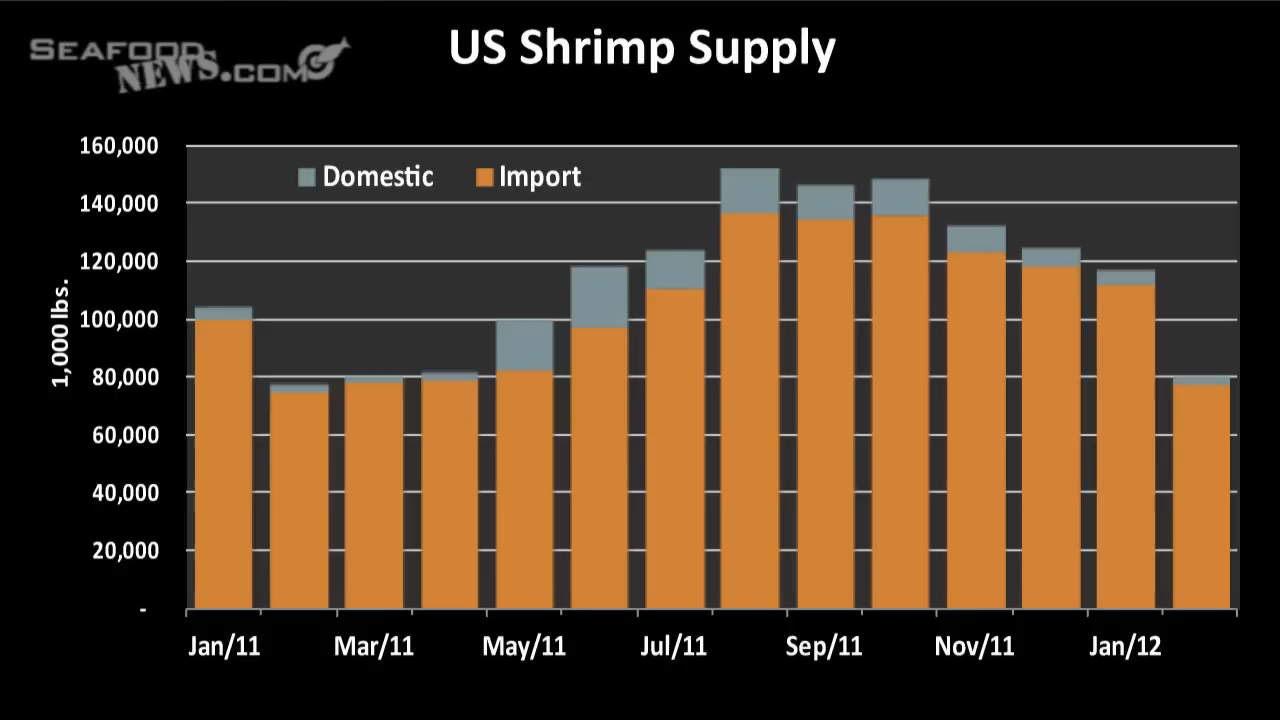 SEAFOOD
NEWS.COM
US Shrimp Supply
Domestic
Import
1,000 lbs.
160,000
140,000
120,000
100,000
80,000
60,000
40,000
20,000
-
Jan/11
Mar/11
May/11
Jul/11
Sep/11
Nov/11
Jan/12